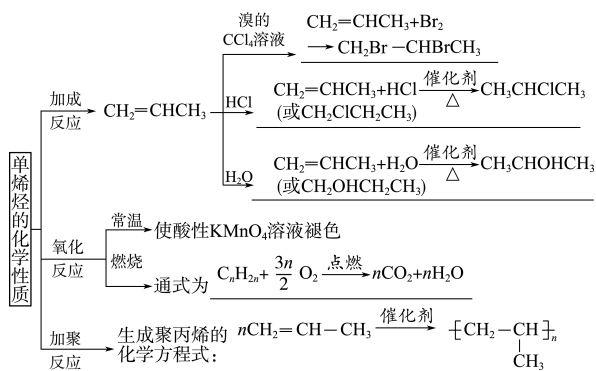 单烯烃的化学性质
加成
反应
CH₂=CHCH₃
溴的
CCl₄溶液
CH₂=CHCH₃+Br₂
→CH₂Br—CHBrCH₃
HCl
CH₂=CHCH₃+HCl 催化剂 △ → CH₃CHClCH₃
(或CH₂ClCH₂CH₃)
H₂O
CH₂=CHCH₃+H₂O 催化剂 △ → CH₃CHOHCH₃
(或CH₂OHCH₂CH₃)
氧化
反应
常温
使酸性KMnO₄溶液褪色
燃烧
通式为 CₙH₂ₙ+ 3n/2 O₂ 点燃 → nCO₂+nH₂O
加聚
反应
生成聚丙烯的
化学方程式：
nCH₂=CH—CH₃ 催化剂 → [CH₂—CH]ₙ
CH₃